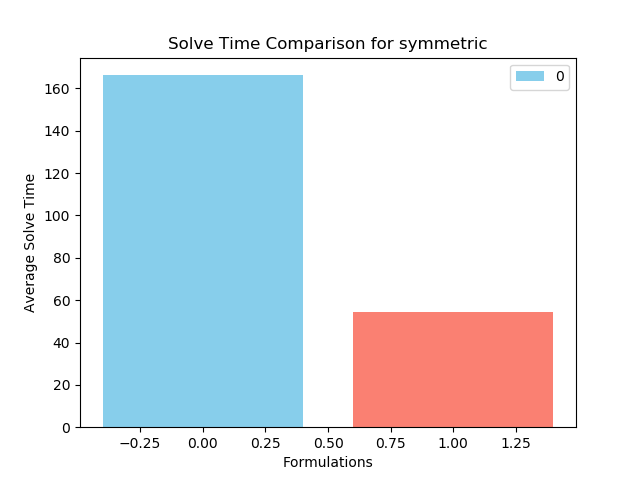 Solve Time Comparison for symmetric
0
160
140
120
100
80
60
40
20
0
Average Solve Time
−0.25 0.00 0.25 0.50 0.75 1.00 1.25
Formulations